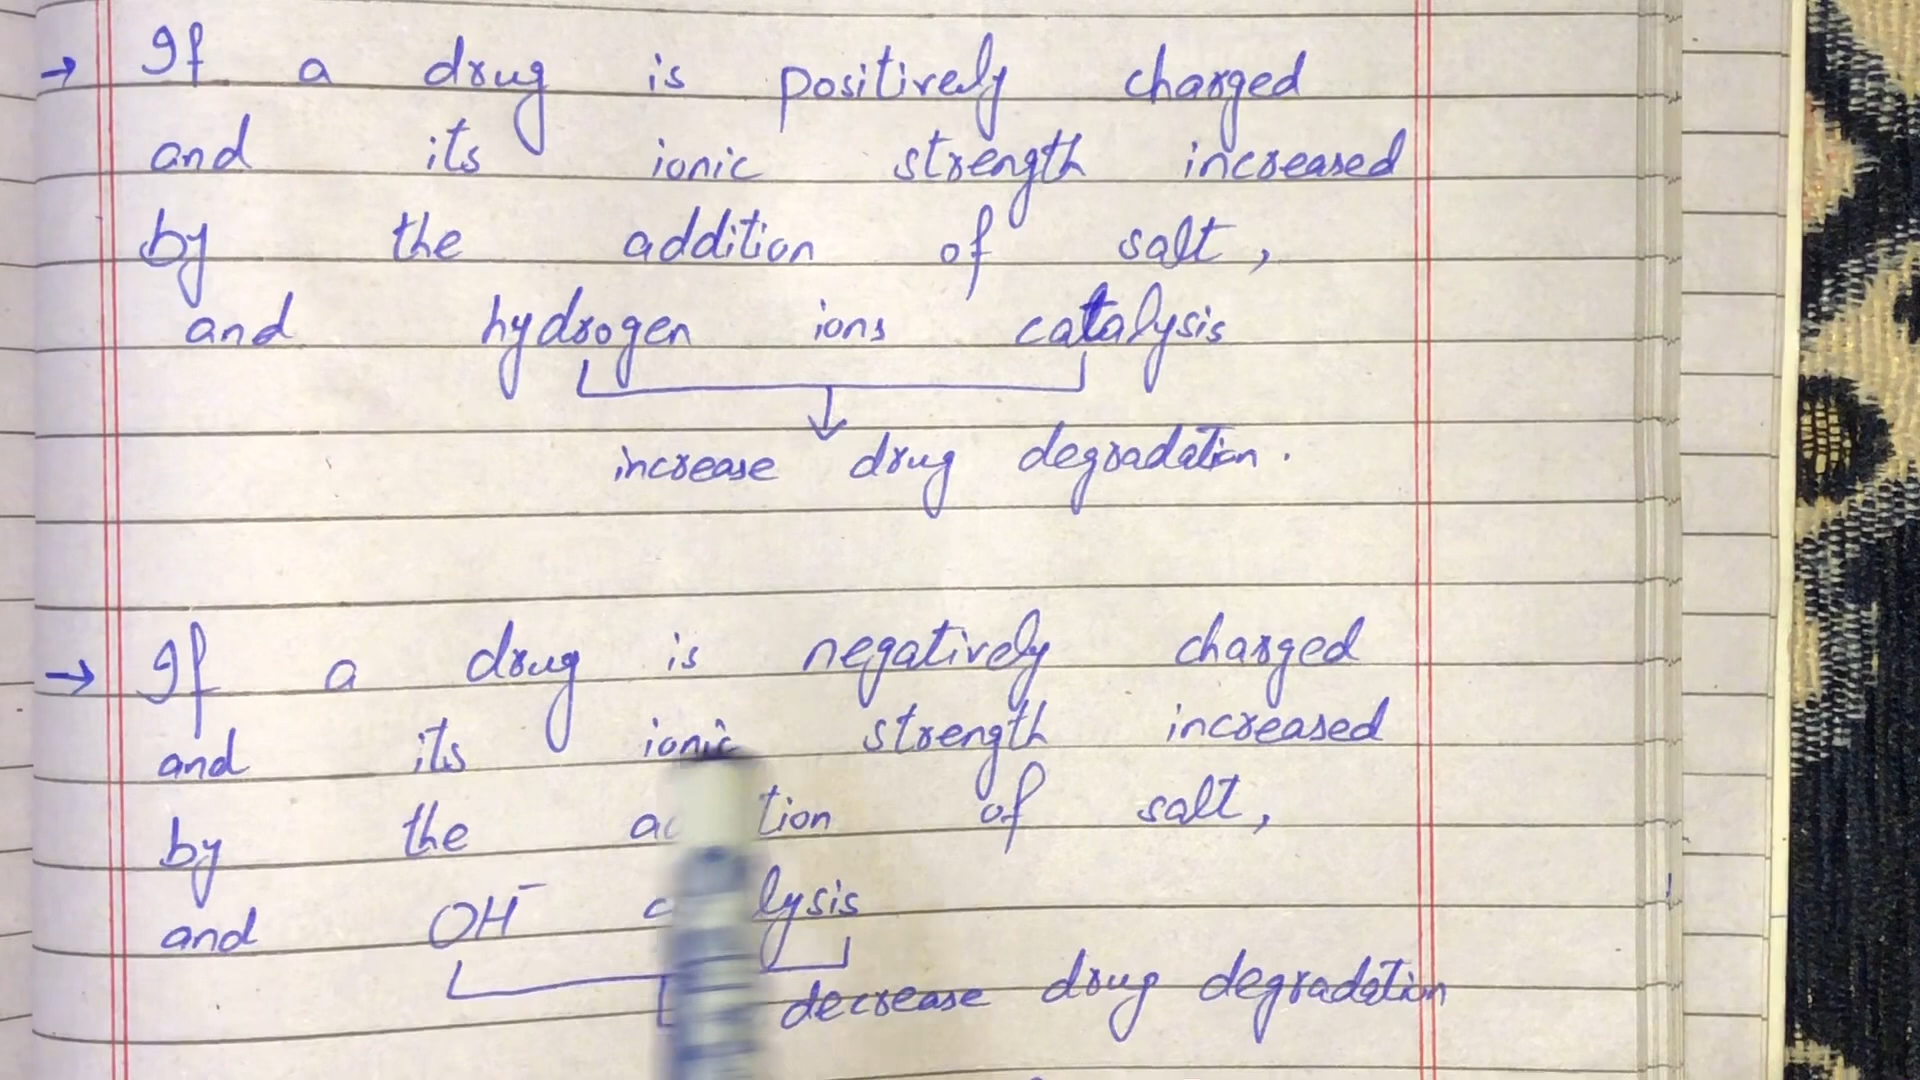 → If a drug is positively charged
and its ionic strength increased
by the addition of salt,
and hydrogen ions catalysis
increase drug degradation.
→ If a drug is negatively charged
and its ionic strength increased
by the tion of salt,
and OH⁻ lysis
decrease drug degradation